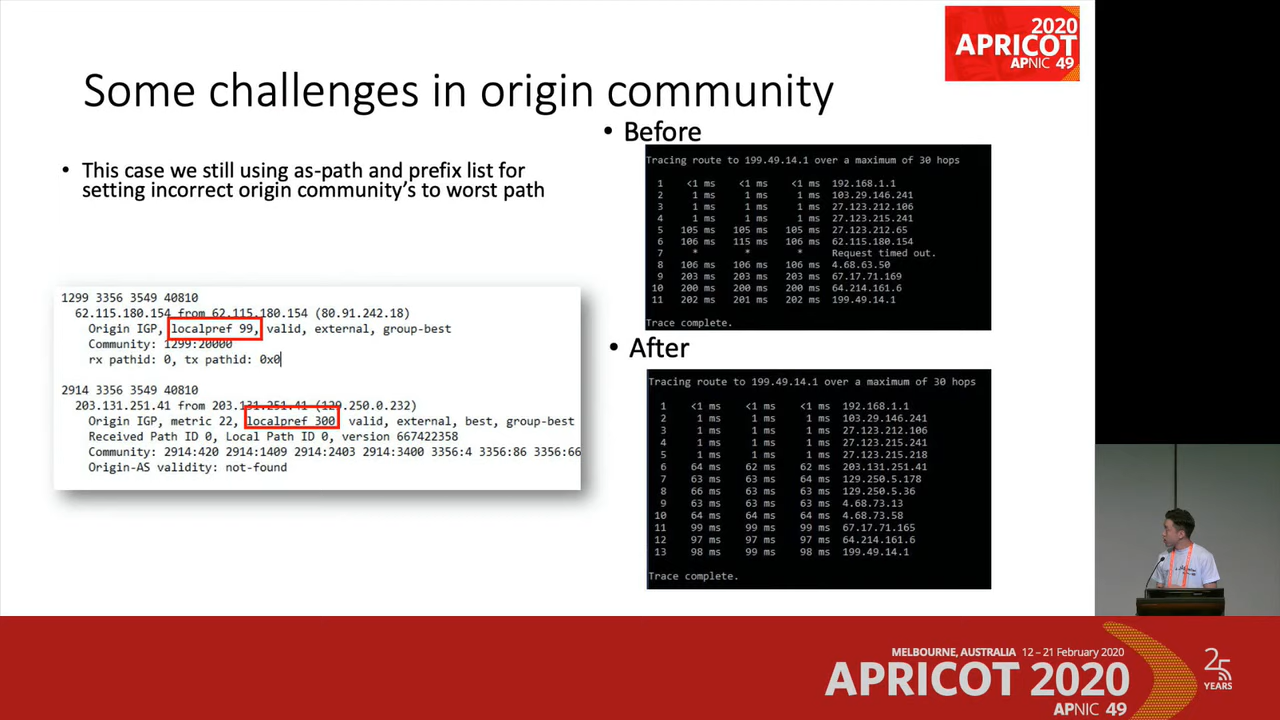 2020
APRICOT
APNIC 49
Some challenges in origin community
• This case we still using as-path and prefix list for
setting incorrect origin community's to worst path
1299 3356 3549 40810
62.115.180.154 from 62.115.180.154 (80.91.242.18)
Origin IGP, localpref 99, valid, external, group-best
Community: 1299:20000
rx pathid: 0, tx pathid: 0x0
2914 3356 3549 40810
203.131.251.41 from 203.131.251.41 (129.250.0.232)
Origin IGP, metric 22, localpref 300, valid, external, best, group-best
Received Path ID 0, Local Path ID 0, version 667422358
Community: 2914:420 2914:1409 2914:2403 2914:3400 3356:4 3356:86 3356:66
Origin-AS validity: not-found
• Before
Tracing route to 199.49.14.1 over a maximum of 30 hops
1 <1 ms <1 ms <1 ms 192.168.1.1
2 1 ms 1 ms 1 ms 103.29.146.241
3 1 ms 1 ms 1 ms 27.123.212.106
4 1 ms 1 ms 1 ms 27.123.215.241
5 105 ms 105 ms 105 ms 27.123.212.65
6 106 ms 115 ms 106 ms 62.115.180.154
7 * * * Request timed out.
8 106 ms 106 ms 106 ms 4.68.63.50
9 203 ms 203 ms 203 ms 67.17.71.169
10 200 ms 200 ms 200 ms 64.214.161.6
11 202 ms 201 ms 202 ms 199.49.14.1
Trace complete.
• After
Tracing route to 199.49.14.1 over a maximum of 30 hops
1 <1 ms <1 ms <1 ms 192.168.1.1
2 1 ms 1 ms 1 ms 103.29.146.241
3 1 ms 1 ms 1 ms 27.123.212.106
4 1 ms 1 ms 1 ms 27.123.215.241
5 1 ms 1 ms 1 ms 27.123.215.218
6 64 ms 62 ms 62 ms 203.131.251.41
7 63 ms 63 ms 64 ms 129.250.5.178
8 66 ms 63 ms 63 ms 129.250.5.36
9 63 ms 63 ms 63 ms 4.68.73.13
10 64 ms 64 ms 64 ms 4.68.73.58
11 99 ms 99 ms 99 ms 67.17.71.165
12 97 ms 97 ms 97 ms 64.214.161.6
13 98 ms 99 ms 98 ms 199.49.14.1
Trace complete.
MELBOURNE, AUSTRALIA 12 – 21 February 2020
APRICOT 2020
APNIC 49
25
YEARS